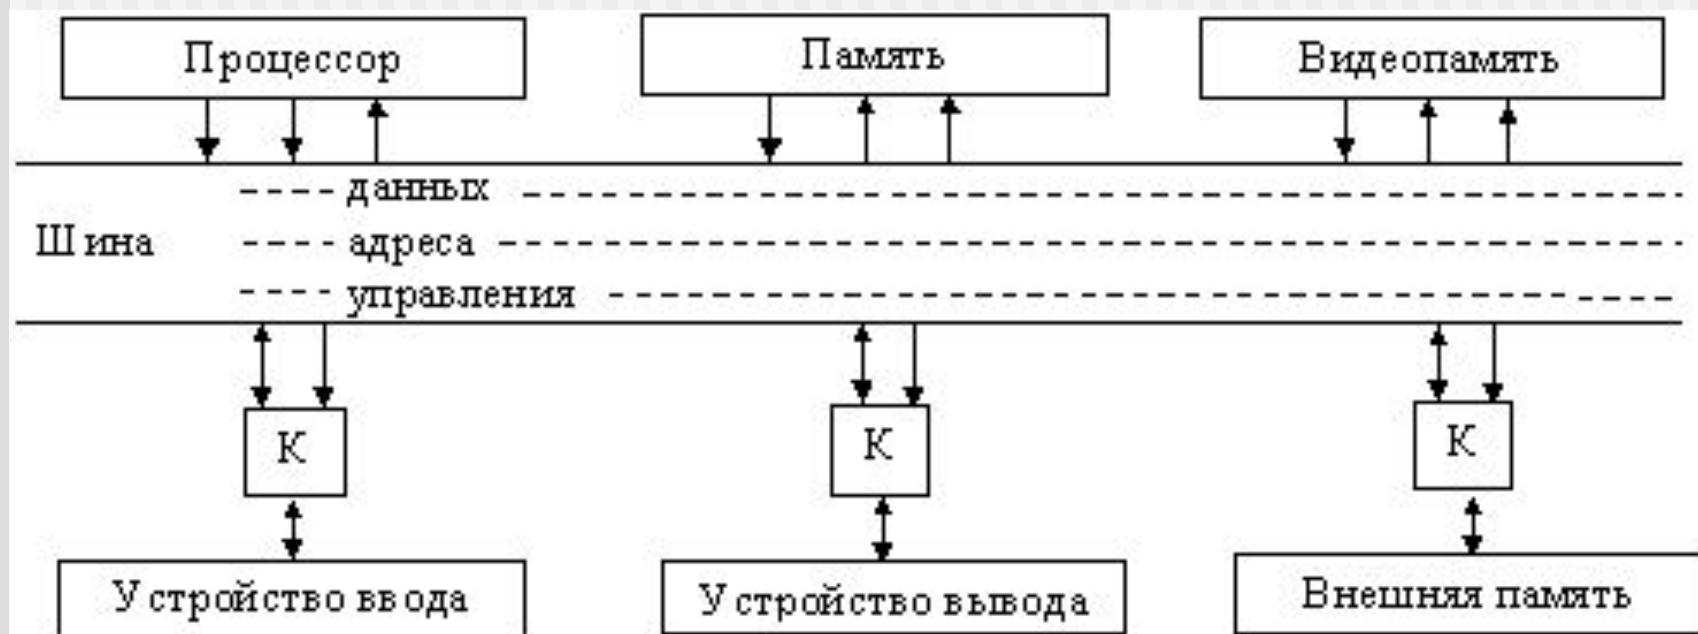 Процессор
Память
Видеопамять
данных
Шина
адреса
управления
К
К
К
Устройство ввода
Устройство вывода
Внешняя память